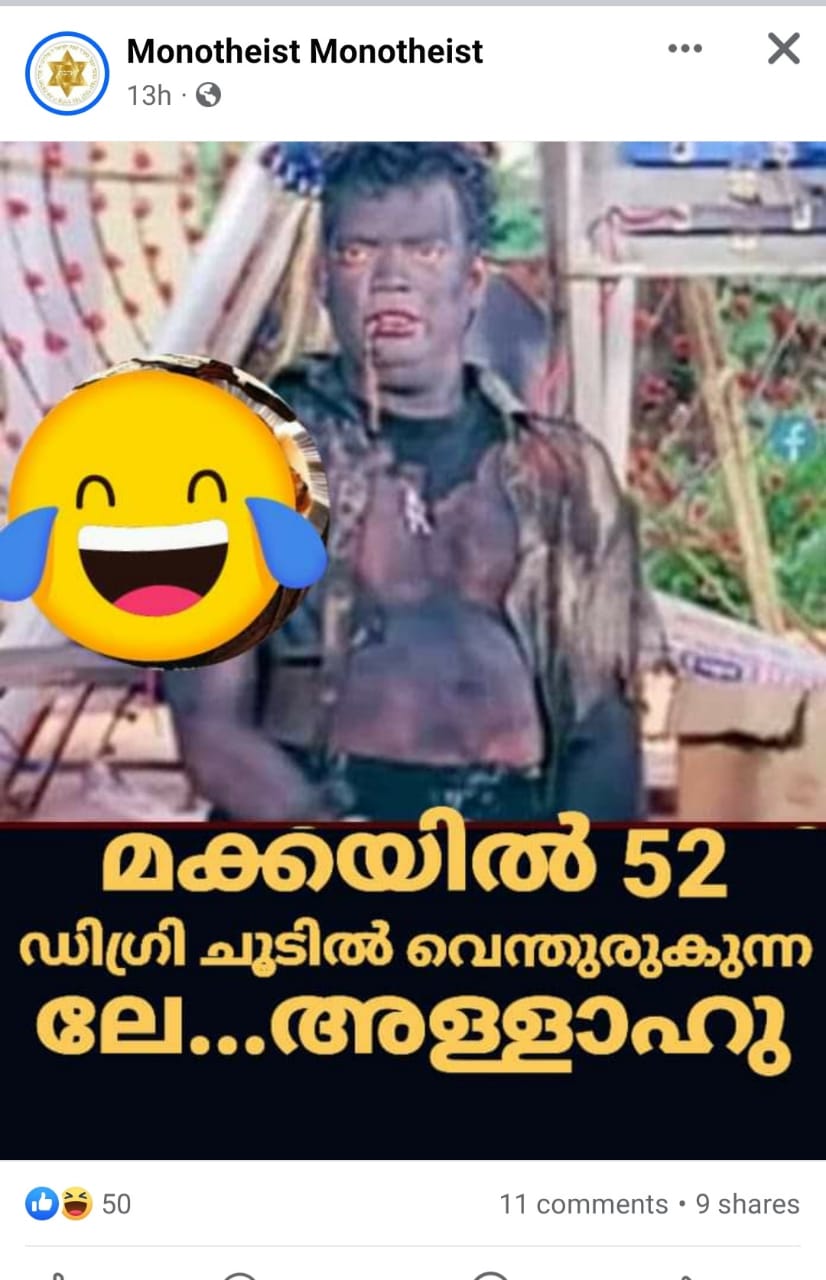 Monotheist Monotheist
13h
മക്കയിൽ 52
ഡിഗ്രി ചൂടിൽ വെന്തുരുകുന്ന
ലേ...അള്ളാഹു
50
11 comments • 9 shares